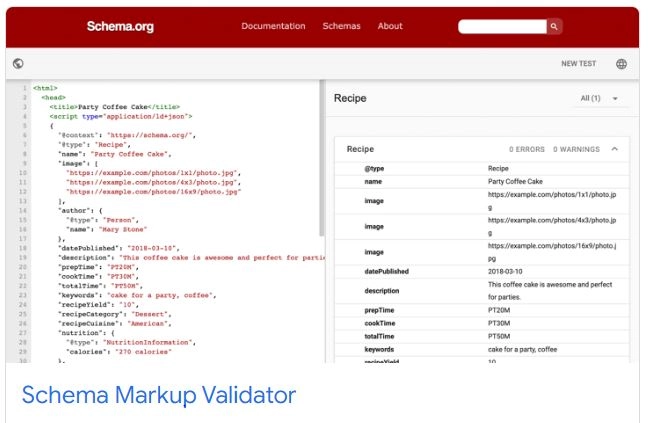 Schema.org
Documentation Schemas About
NEW TEST
1 <html>
2 <head>
3 <title>Party Coffee Cake</title>
4 <script type="application/ld+json">
5 {
6 "@context": "https://schema.org/",
7 "@type": "Recipe",
8 "name": "Party Coffee Cake",
9 "image": [
10 "https://example.com/photos/1x1/photo.jpg",
11 "https://example.com/photos/4x3/photo.jpg",
12 "https://example.com/photos/16x9/photo.jpg"
13 ],
14 "author": {
15 "@type": "Person",
16 "name": "Mary Stone"
17 },
18 "datePublished": "2018-03-10",
19 "description": "This coffee cake is awesome and perfect for partie
20 "prepTime": "PT20M",
21 "cookTime": "PT30M",
22 "totalTime": "PT50M",
23 "keywords": "cake for a party, coffee",
24 "recipeYield": "10",
25 "recipeCategory": "Dessert",
26 "recipeCuisine": "American",
27 "nutrition": {
28 "@type": "NutritionInformation",
29 "calories": "270 calories"
30 },
Recipe All (1)
Recipe 0 ERRORS 0 WARNINGS
@type Recipe
name Party Coffee Cake
image https://example.com/photos/1x1/photo.jp
g
image https://example.com/photos/4x3/photo.jp
g
image https://example.com/photos/16x9/photo.j
pg
datePublished 2018-03-10
description This coffee cake is awesome and perfect
for parties.
prepTime PT20M
cookTime PT30M
totalTime PT50M
keywords cake for a party, coffee
recipeYield 10
Schema Markup Validator